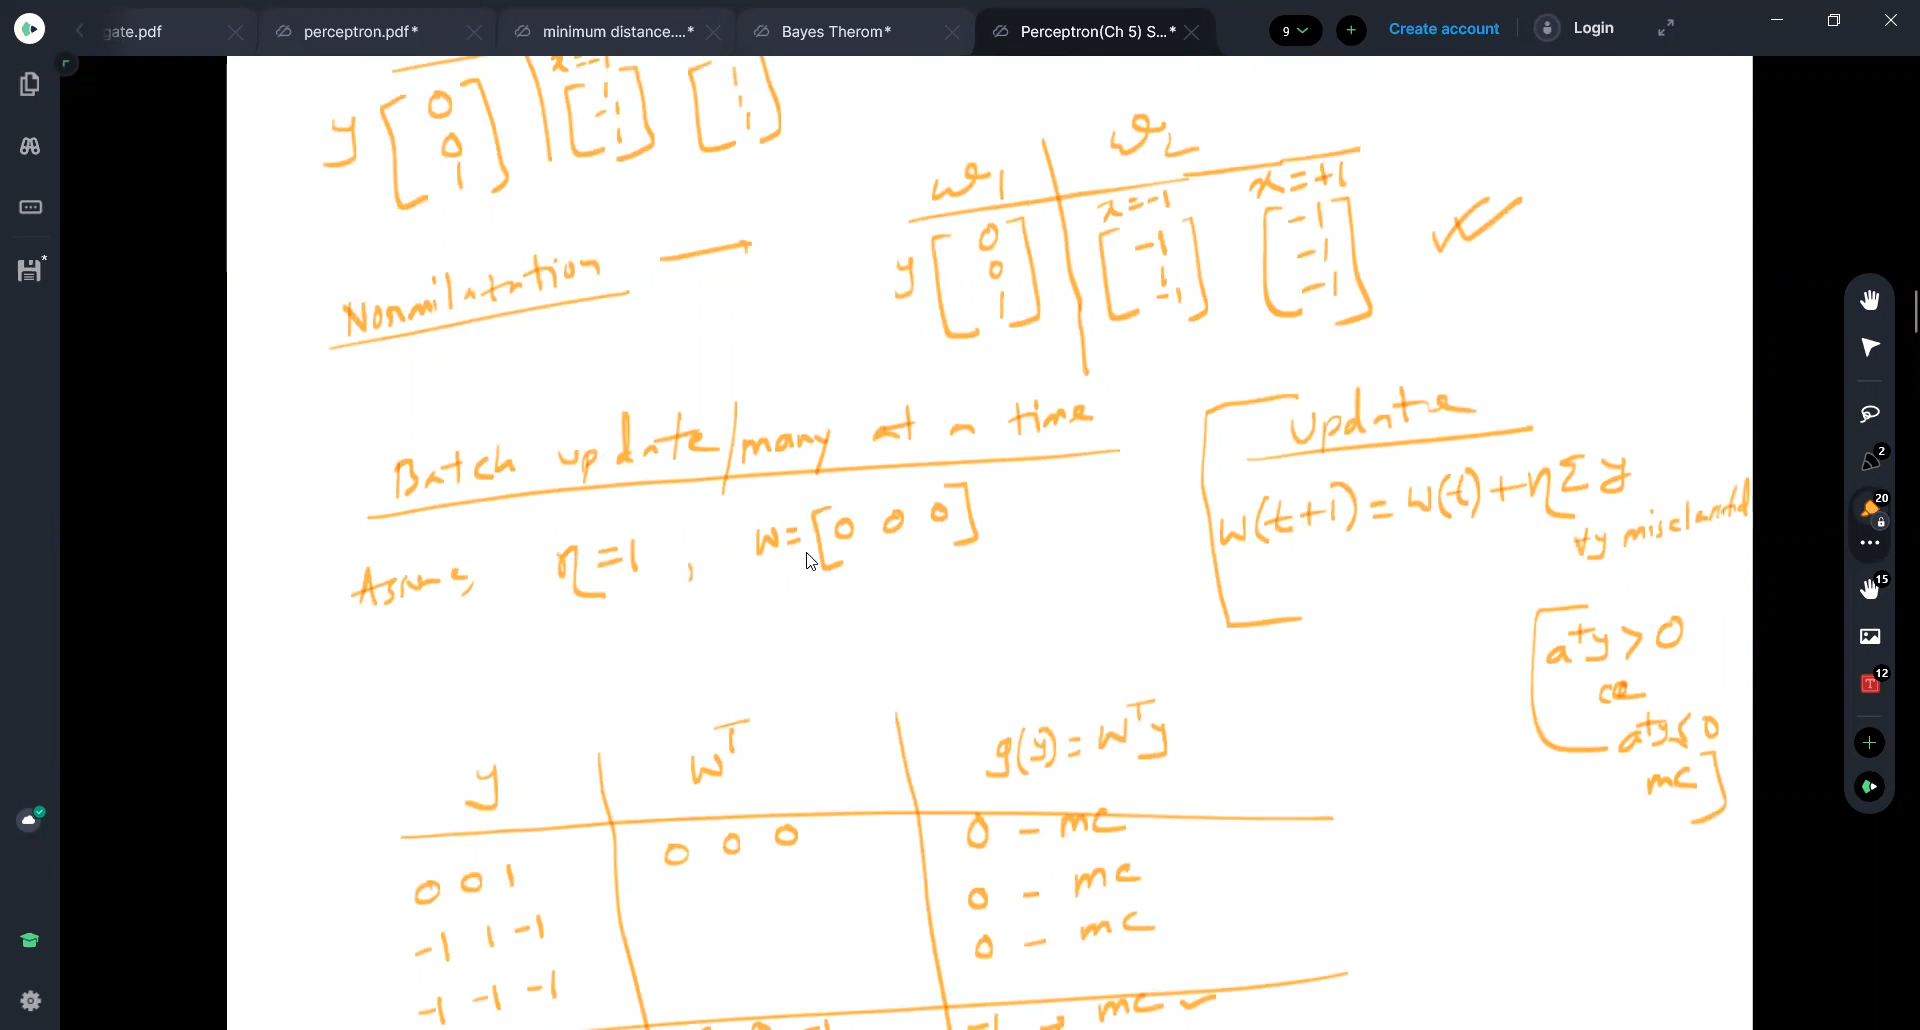 gate.pdf
perceptron.pdf*
minimum distance....*
Bayes Therom*
Perceptron(Ch 5) S...*
9
Create account
Login
y [0 0 1] | x=-1 [1 -1 1] [1 1 1]
w1 | w2
y [0 0 1] | x=-1 [-1 1 -1] x=+1 [-1 -1 -1]
Nonmilatation
Batch update/many at a time
Assume, η=1, w=[0 0 0]
update
w(t+1)=w(t)+ηΣy
∀y
aᵗy>0
cc
aᵗy≤0
mc
y | wᵀ | g(y)=wᵀy
0 0 1 | 0 0 0 | 0 - mc
-1 1 -1 | 0 - mc
-1 -1 -1 | 0 - mc
-1 - mc
2
20
15
12